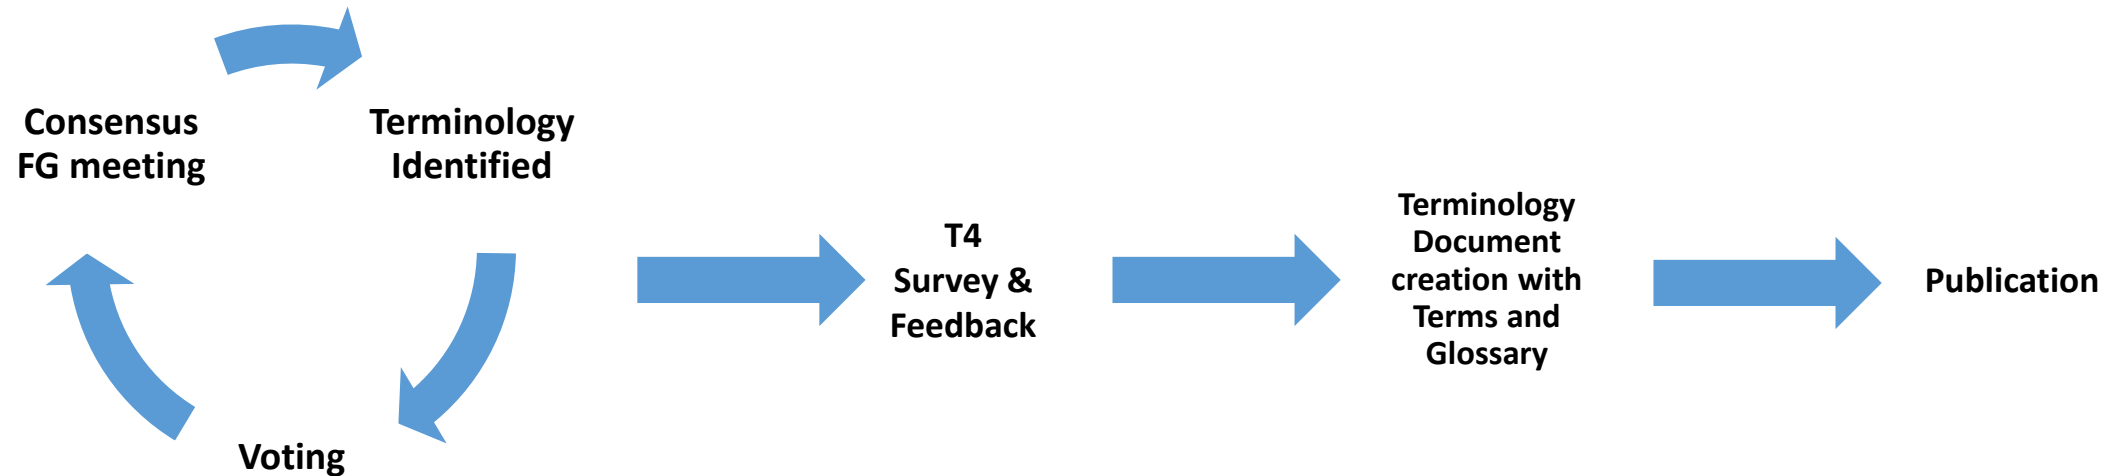 Consensus
FG meeting
Terminology
Identified
Voting
T4
Survey &
Feedback
Terminology
Document
creation with
Terms and
Glossary
Publication